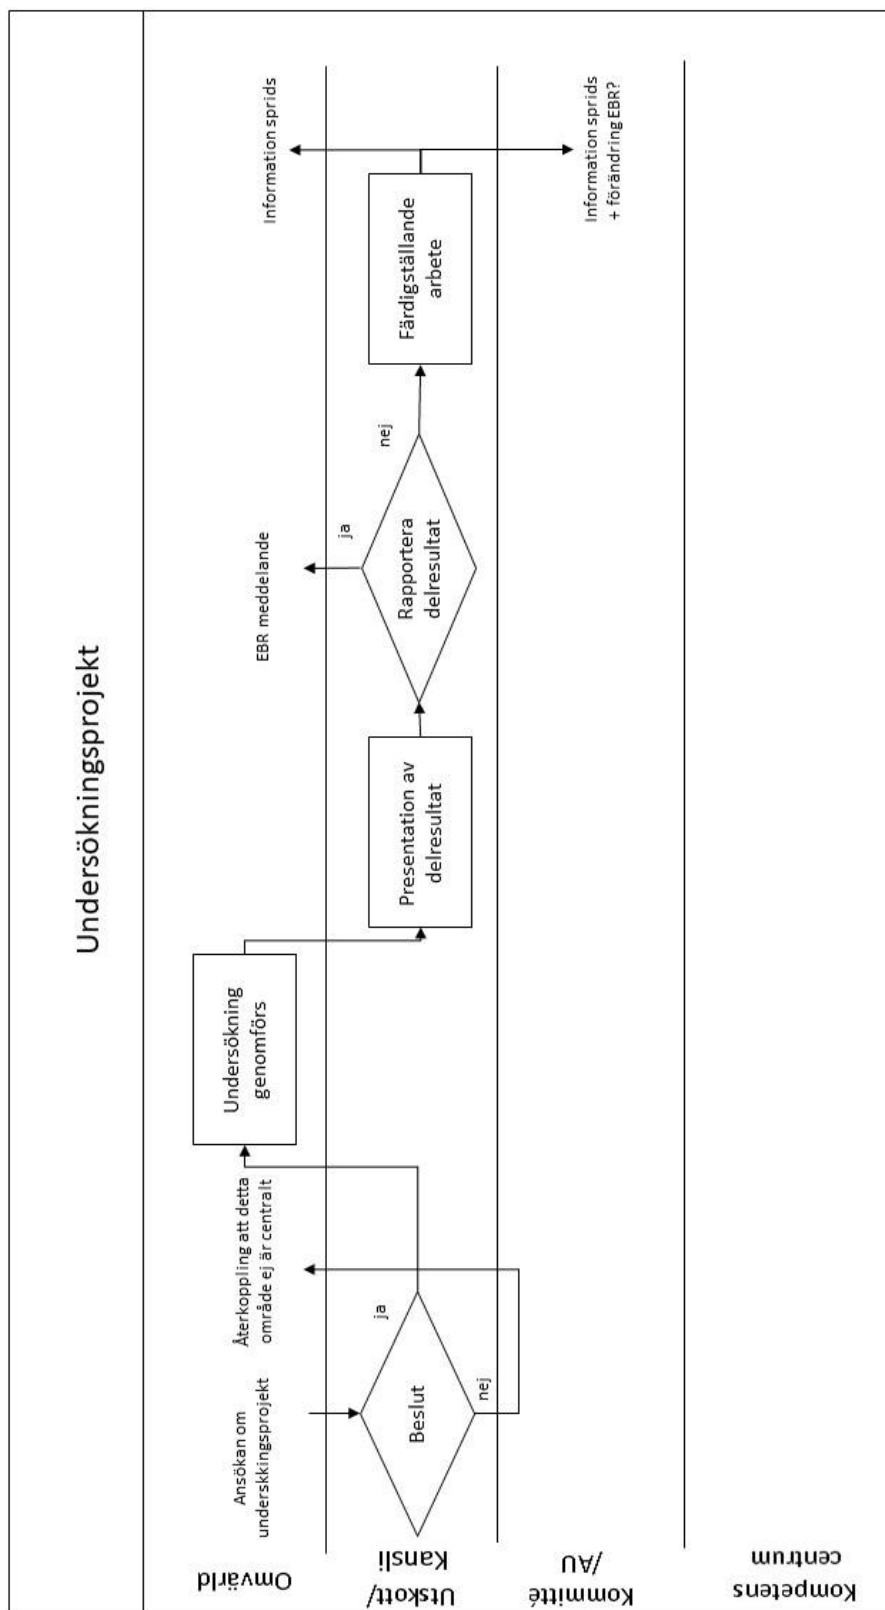 Undersökningsprojekt
Omvärld
Utskott/
Kansli
Kommitté
/AU
Kompetens
centrum
Ansökan om
underskkingsprojekt
Beslut
ja
nej
Återkoppling att detta
område ej är centralt
Undersökning
genomförs
Presentation av
delresultat
Rapportera
delresultat
ja
nej
EBR meddelande
Färdigställande
arbete
Information sprids
Information sprids
+ förändring EBR?